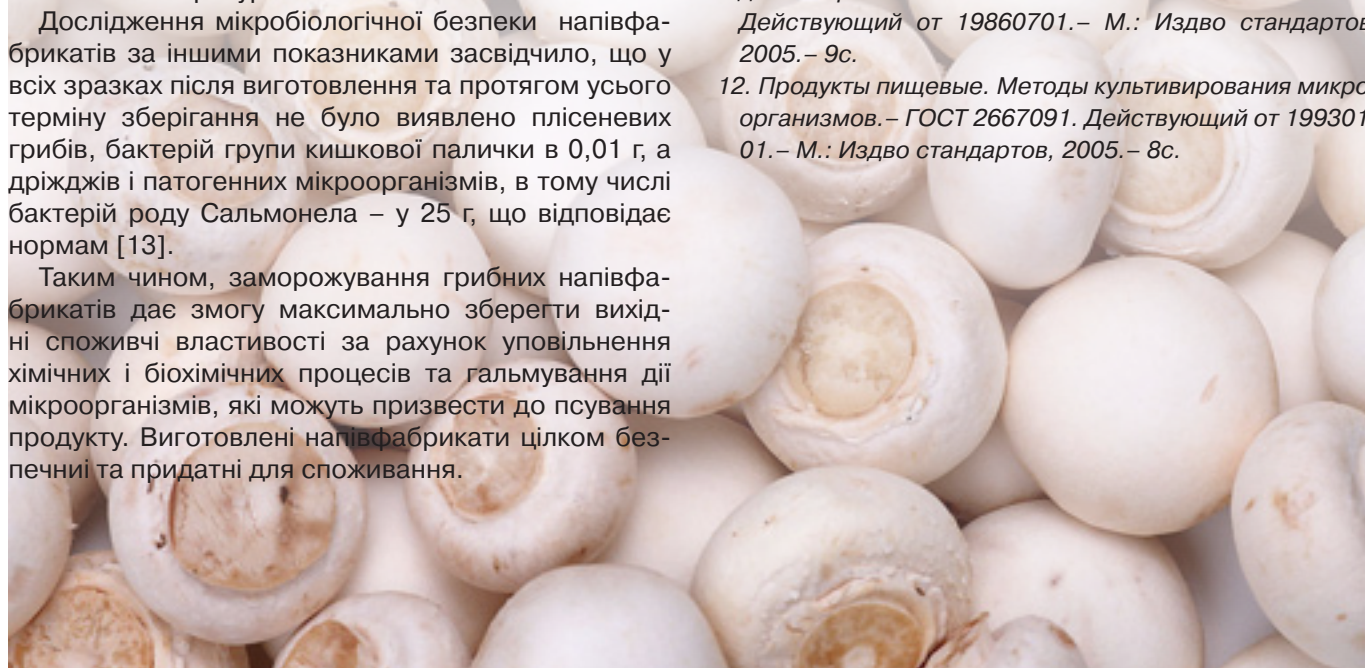 Дослідження мікробіологічної безпеки напівфа-
брикатів за іншими показниками засвідчило, що у
всіх зразках після виготовлення та протягом усього
терміну зберігання не було виявлено плісеневих
грибів, бактерій групи кишкової палички в 0,01 г, а
дріжджів і патогенних мікроорганізмів, в тому числі
бактерій роду Сальмонела – у 25 г, що відповідає
нормам [13].
Таким чином, заморожування грибних напівфа-
брикатів дає змогу максимально зберегти вихід-
ні споживчі властивості за рахунок уповільнення
хімічних і біохімічних процесів та гальмування дії
мікроорганізмів, які можуть призвести до псування
продукту. Виготовлені напівфабрикати цілком без-
печниі та придатні для споживання.
Действующий от 19860701.– М.: Издво стандартов
2005.– 9с.
12. Продукты пищевые. Методы культивирования микро
организмов.– ГОСТ 2667091. Действующий от 199301
01.– М.: Издво стандартов, 2005.– 8с.